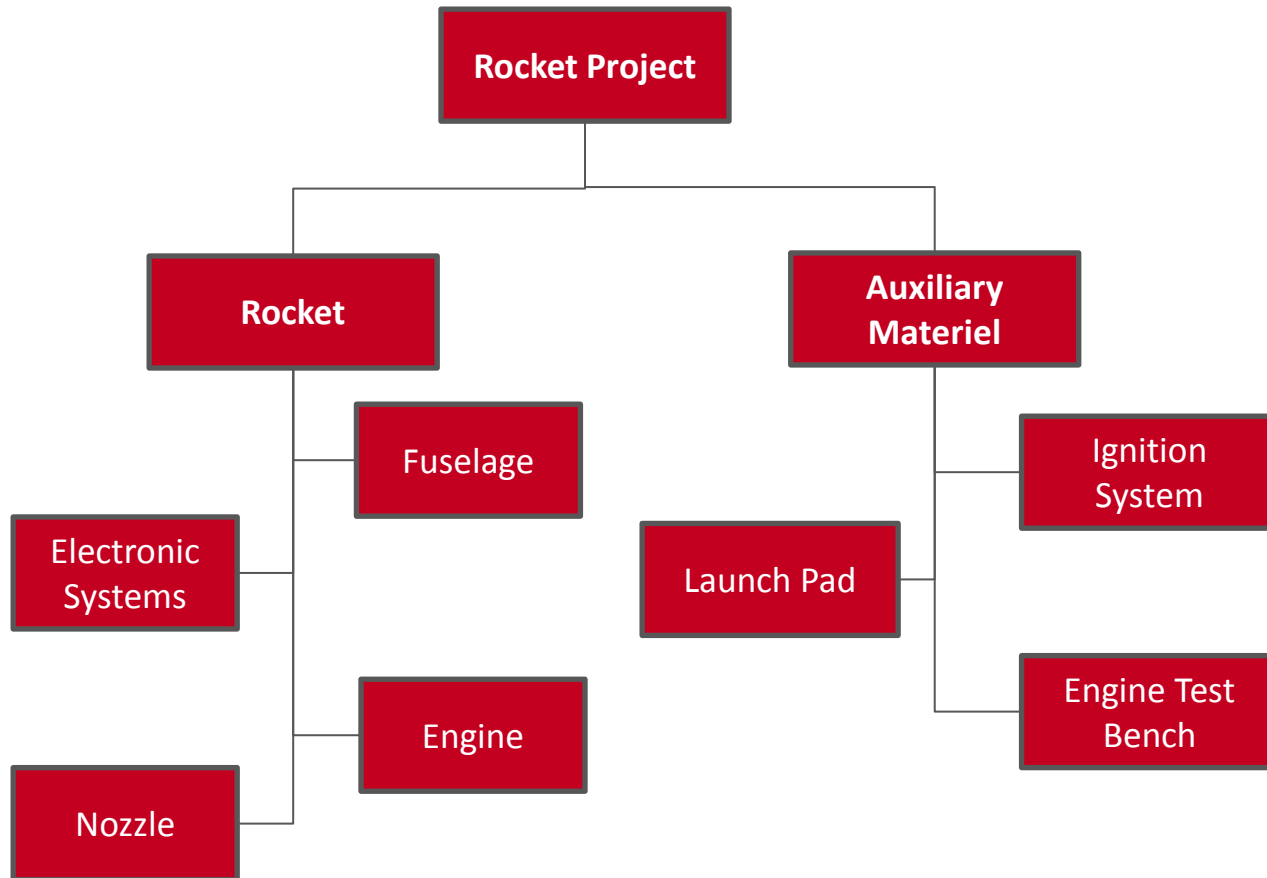 Rocket Project
Rocket
Auxiliary
Materiel
Fuselage
Ignition
System
Electronic
Systems
Launch Pad
Engine
Engine Test
Bench
Nozzle